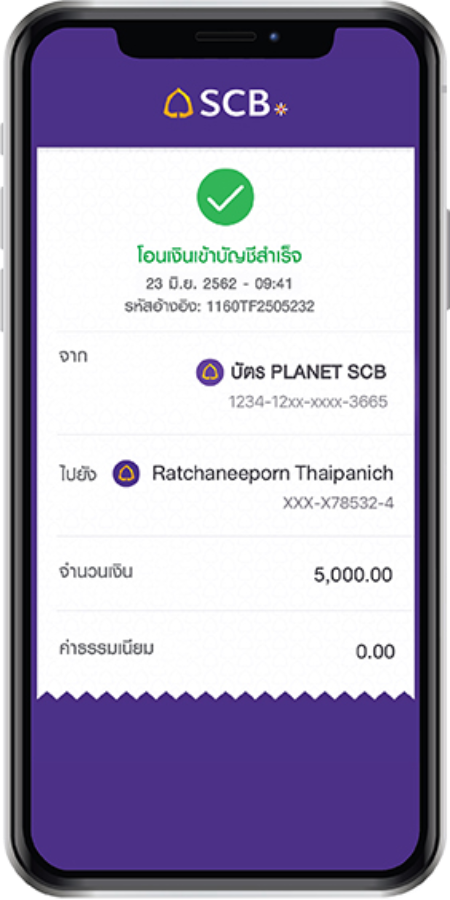 SCB
โอนเงินเข้าบัญชีสำเร็จ
23 มิ.ย. 2562 - 09:41
รหัสอ้างอิง: 1160TF2505232
จาก
บัตร PLANET SCB
1234-12xx-xxxx-3665
ไปยัง Ratchaneeporn Thaipanich
XXX-X78532-4
จำนวนเงิน 5,000.00
ค่าธรรมเนียม 0.00